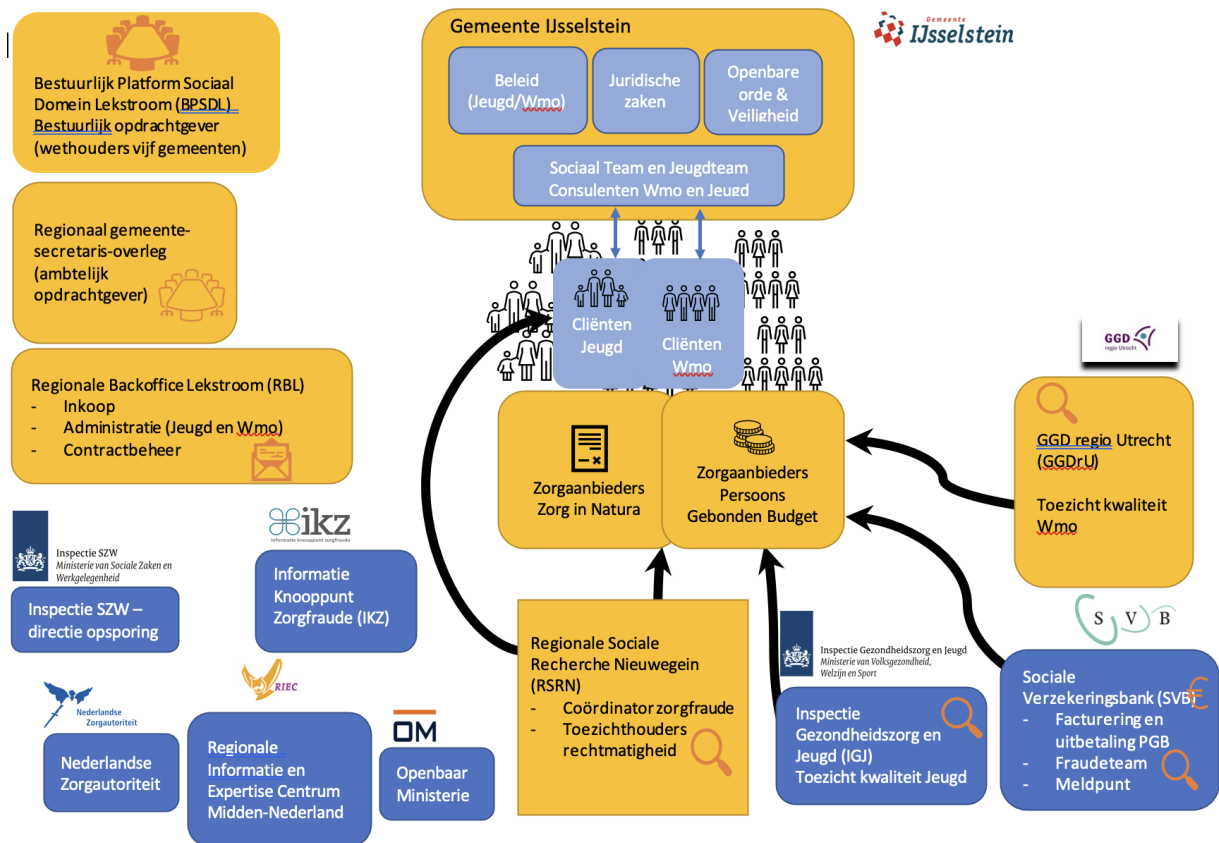 Bestuurlijk Platform Sociaal
Domein Lekstroom (BPSDL)
Bestuurlijk opdrachtgever
(wethouders vijf gemeenten)
Regionaal gemeente-
secretaris-overleg
(ambtelijk
opdrachtgever)
Regionale Backoffice Lekstroom (RBL)
- Inkoop
- Administratie (Jeugd en Wmo)
- Contractbeheer
Gemeente IJsselstein
Beleid
(Jeugd/Wmo)
Juridische
zaken
Openbare
orde &
Veiligheid
Sociaal Team en Jeugdteam
Consulenten Wmo en Jeugd
Gemeente
IJsselstein
Cliënten
Jeugd
Cliënten
Wmo
Zorgaanbieders
Zorg in Natura
Zorgaanbieders
Persoons
Gebonden Budget
GGD
regio Utrecht
GGD regio Utrecht
(GGDrU)
Toezicht kwaliteit
Wmo
Inspectie SZW
Ministerie van Sociale Zaken en
Werkgelegenheid
Inspectie SZW –
directie opsporing
ikz
Informatie knooppunt zorgfraude
Informatie
Knooppunt
Zorgfraude (IKZ)
Nederlandse
Zorgautoriteit
Nederlandse
Zorgautoriteit
RIEC
Regionale
Informatie en
Expertise Centrum
Midden-Nederland
OM
Openbaar
Ministerie
Regionale Sociale
Recherche Nieuwegein
(RSRN)
- Coördinator zorgfraude
- Toezichthouders
rechtmatigheid
Inspectie Gezondheidszorg en Jeugd
Ministerie van Volksgezondheid,
Welzijn en Sport
Inspectie
Gezondheidszorg en
Jeugd (IGJ)
Toezicht kwaliteit Jeugd
S V B
Sociale
Verzekeringsbank (SVB)
€
- Facturering en
uitbetaling PGB
- Fraudeteam
- Meldpunt